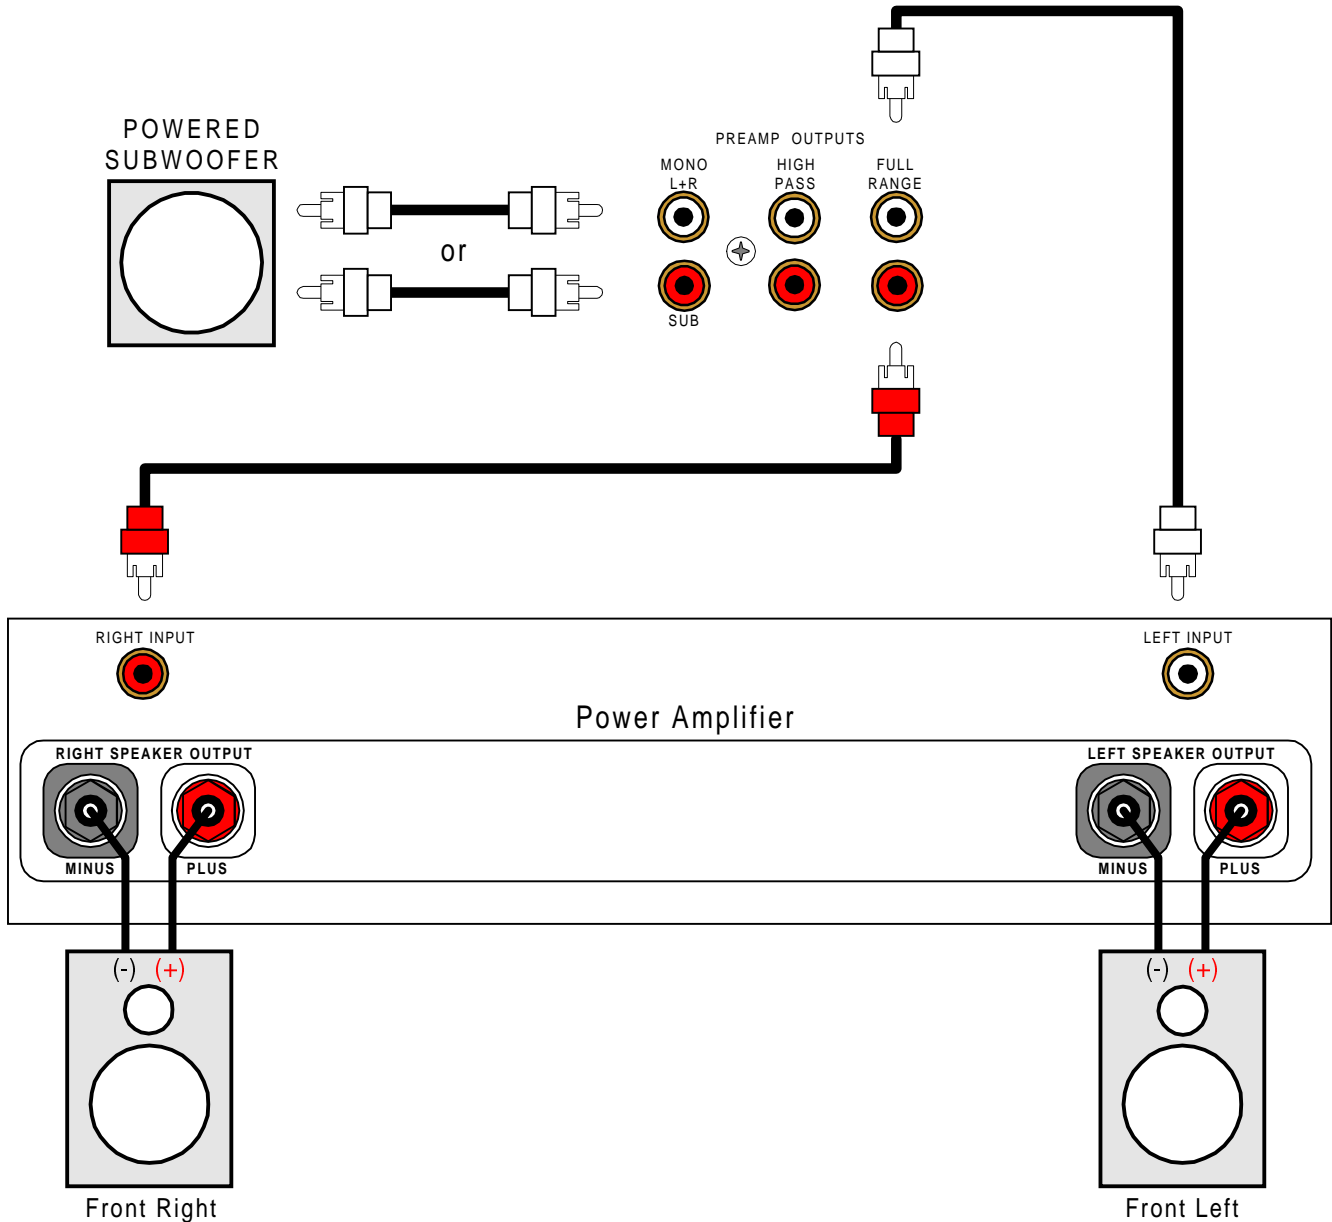 POWERED
SUBWOOFER
or
PREAMP OUTPUTS
MONO
L+R
HIGH
PASS
FULL
RANGE
SUB
RIGHT INPUT
LEFT INPUT
Power Amplifier
RIGHT SPEAKER OUTPUT
LEFT SPEAKER OUTPUT
MINUS
PLUS
MINUS
PLUS
(-) (+)
(-) (+)
Front Right
Front Left